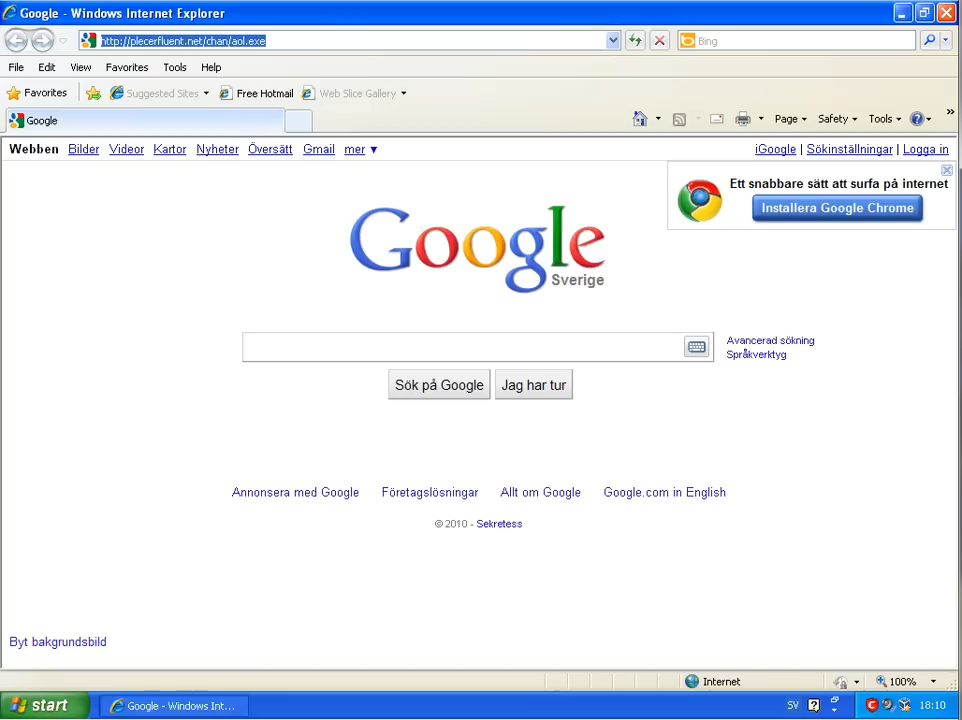 Google - Windows Internet Explorer
http://plecerfluent.net/chan/aol.exe
Bing
File Edit View Favorites Tools Help
Favorites Suggested Sites Free Hotmail Web Slice Gallery
Google
Page Safety Tools
Webben Bilder Videor Kartor Nyheter Översätt Gmail mer ▼
iGoogle | Sökinställningar | Logga in
Ett snabbare sätt att surfa på internet
Installera Google Chrome
Google
Sverige
Avancerad sökning
Språkverktyg
Sök på Google Jag har tur
Annonsera med Google Företagslösningar Allt om Google Google.com in English
© 2010 - Sekretess
Byt bakgrundsbild
Internet 100%
start Google - Windows Int... SV 18:10